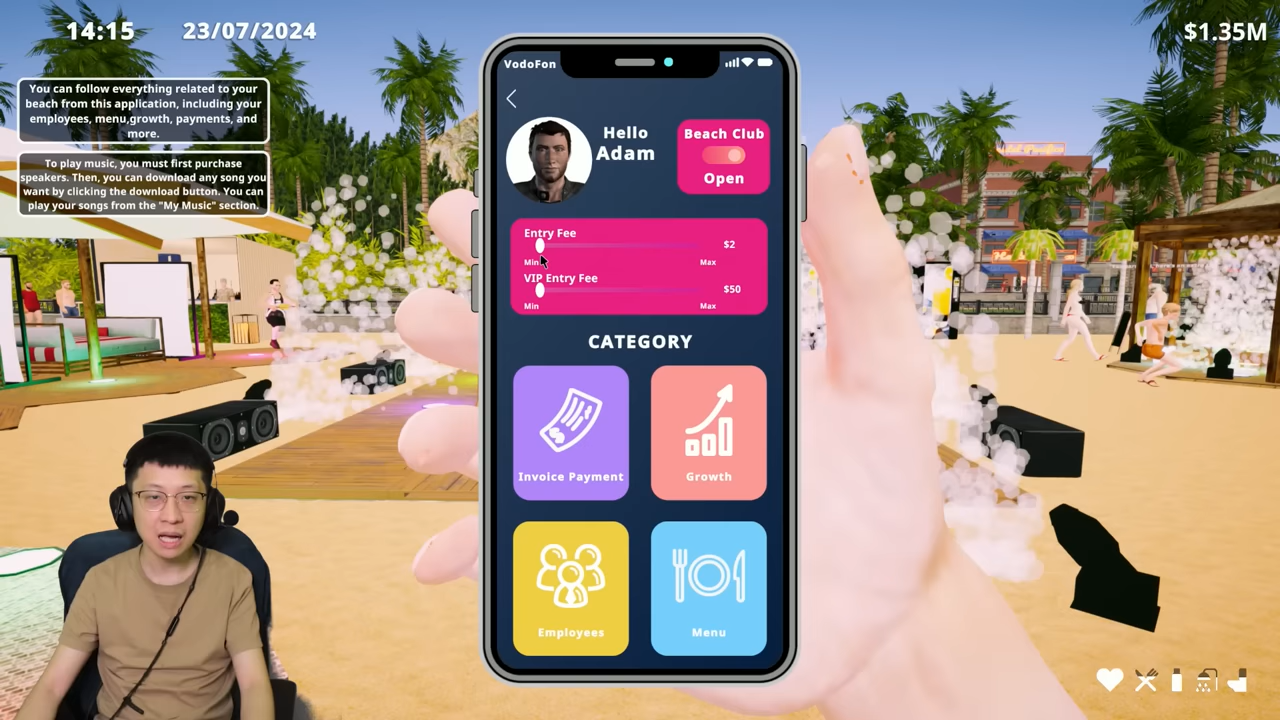 14:15
23/07/2024
$1.35M
You can follow everything related to your
beach from this application, including your
employees, menu,growth, payments, and
more.
To play music, you must first purchase
speakers. Then, you can download any song you
want by clicking the download button. You can
play your songs from the "My Music" section.
VodoFon
Hello
Adam
Beach Club
Open
Entry Fee
$2
Min
Max
VIP Entry Fee
$50
Min
Max
CATEGORY
Invoice Payment
Growth
Employees
Menu